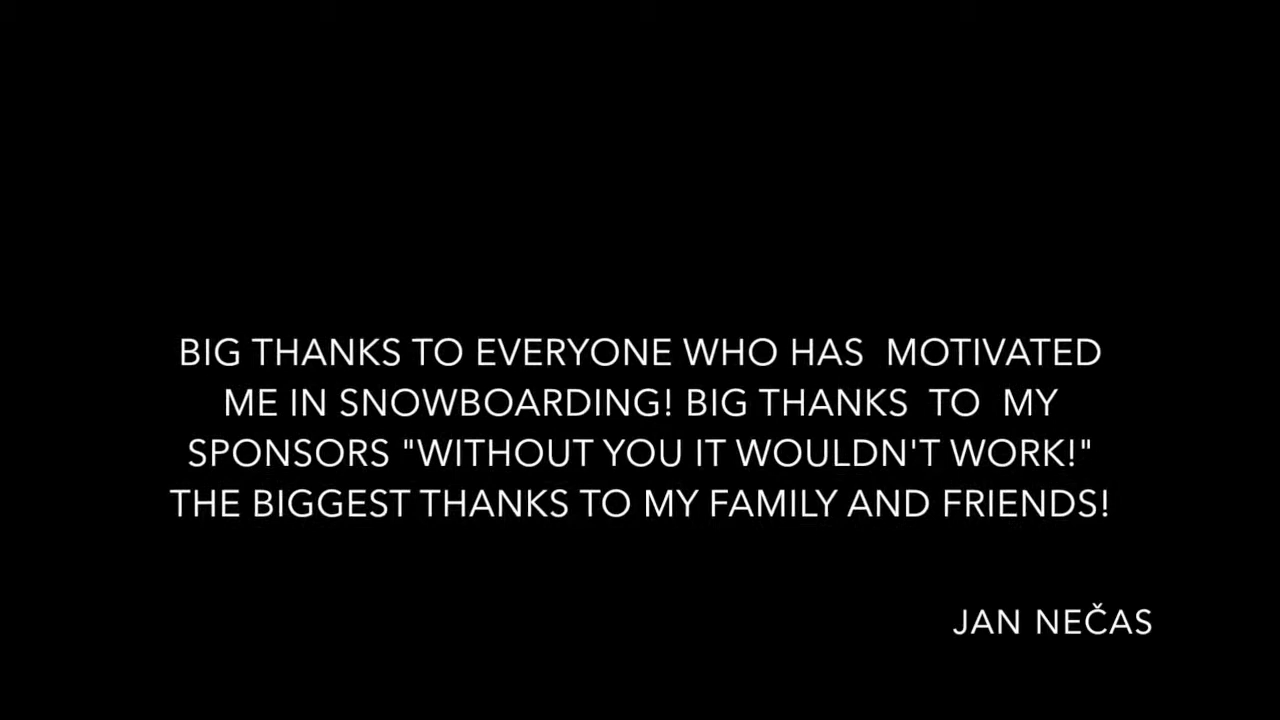 BIG THANKS TO EVERYONE WHO HAS  MOTIVATED
ME IN SNOWBOARDING! BIG THANKS  TO  MY
SPONSORS "WITHOUT YOU IT WOULDN'T WORK!"
THE BIGGEST THANKS TO MY FAMILY AND FRIENDS!
JAN NEČAS